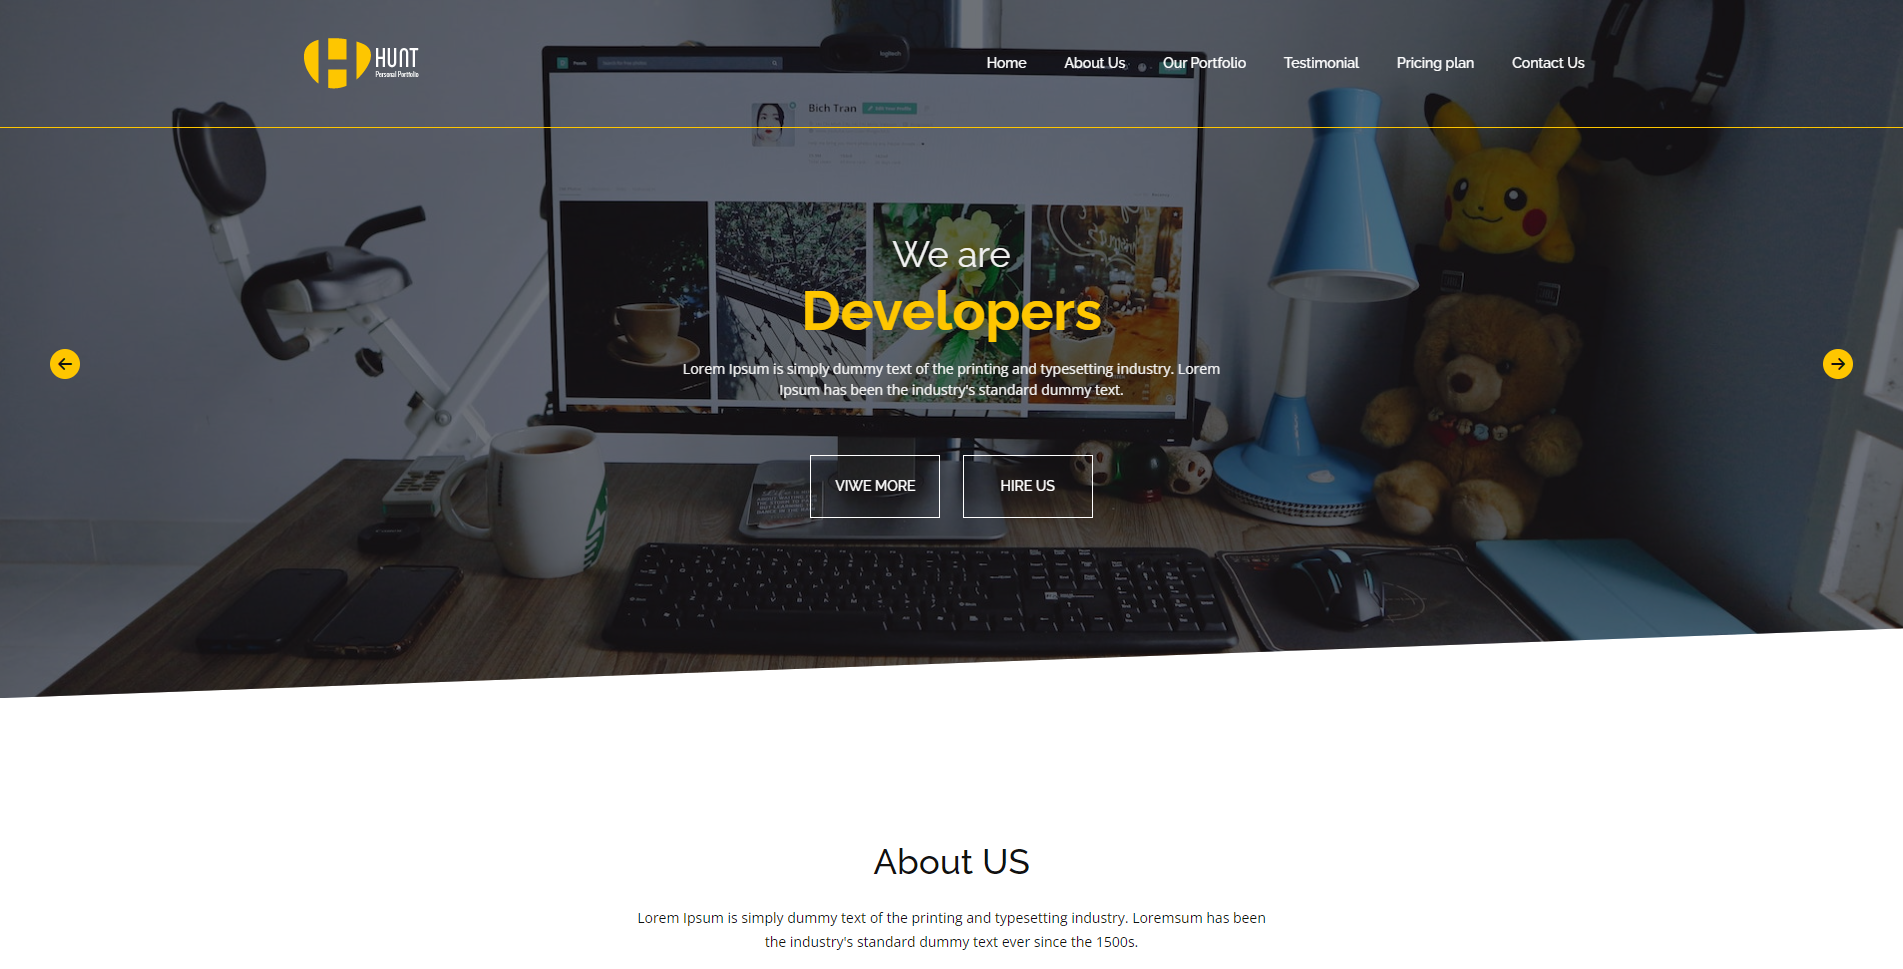 HUNT
Personal Portfolio
Home
About Us
Our Portfolio
Testimonial
Pricing plan
Contact Us
logitech
Bich Tran
We are
Developers
Lorem Ipsum is simply dummy text of the printing and typesetting industry. Lorem
Ipsum has been the industry's standard dummy text.
VIWE MORE
HIRE US
About US
Lorem Ipsum is simply dummy text of the printing and typesetting industry. Loremsum has been
the industry's standard dummy text ever since the 1500s.